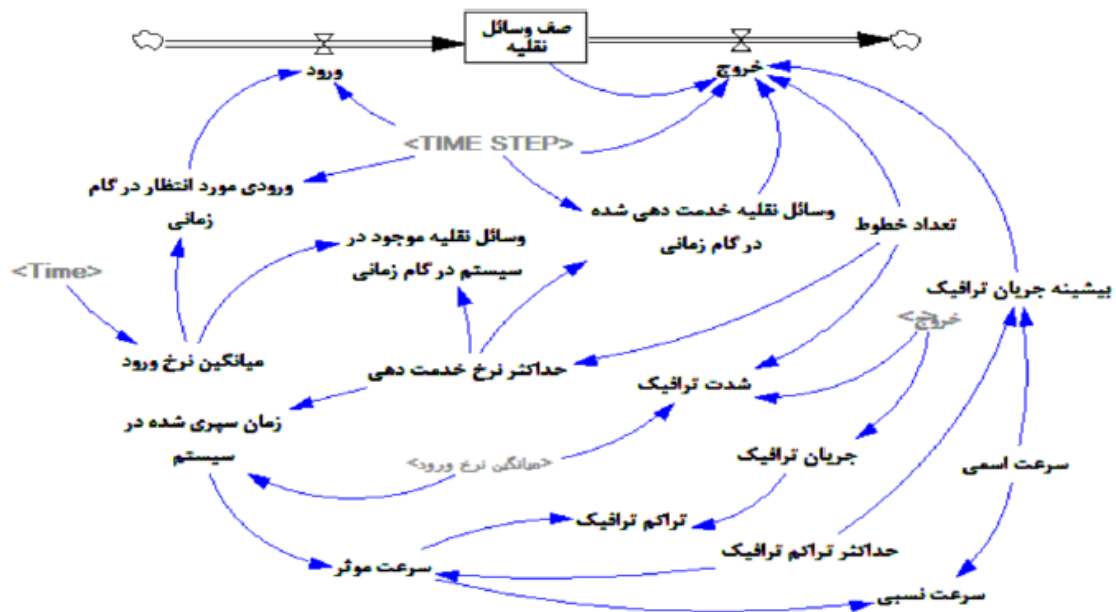 صف وسائل
نقلیه
ورود
خروج
<TIME STEP>
ورودی مورد انتظار در گام
زمانی
وسائل نقلیه موجود در
سیستم در گام زمانی
وسائل نقلیه خدمت دهی شده
در گام زمانی
تعداد خطوط
<Time>
بیشینه جریان ترافیک
<خروج>
میانگین نرخ ورود
حداکثر نرخ خدمت دهی
شدت ترافیک
زمان سپری شده در
سیستم
<میانگین نرخ ورود>
جریان ترافیک
سرعت اسمی
تراکم ترافیک
حداکثر تراکم ترافیک
سرعت موثر
سرعت نسبی